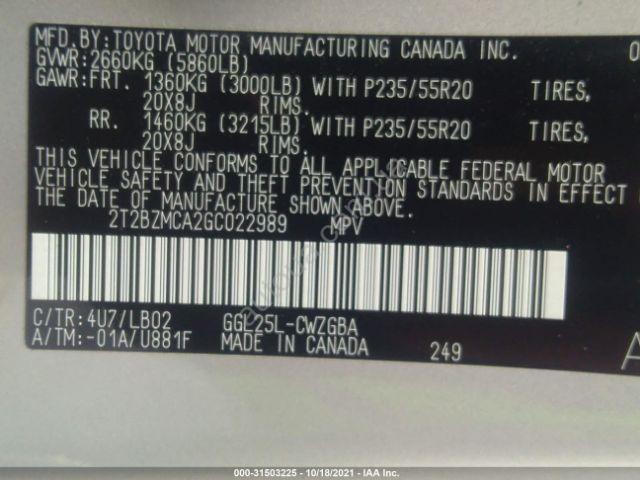 MFD.BY:TOYOTA MOTOR MANUFACTURING CANADA INC. 0
GVWR:2660KG (5860LB)
GAWR:FRT. 1360KG (3000LB) WITH P235/55R20 TIRES,
20X8J RIMS.
RR. 1460KG (3215LB) WITH P235/55R20 TIRES,
20X8J RIMS.
THIS VEHICLE CONFORMS TO ALL APPLICABLE FEDERAL MOTOR
VEHICLE SAFETY AND THEFT PREVENTION STANDARDS IN EFFECT
THE DATE OF MANUFACTURE SHOWN ABOVE.
2T2BZMCA2GC022989 MPV
C/TR:4U7/LB02 GGL25L-CWZGBA
A/TM:-01A/U881F MADE IN CANADA 249 A
000-31503225 - 10/18/2021 - IAA Inc.